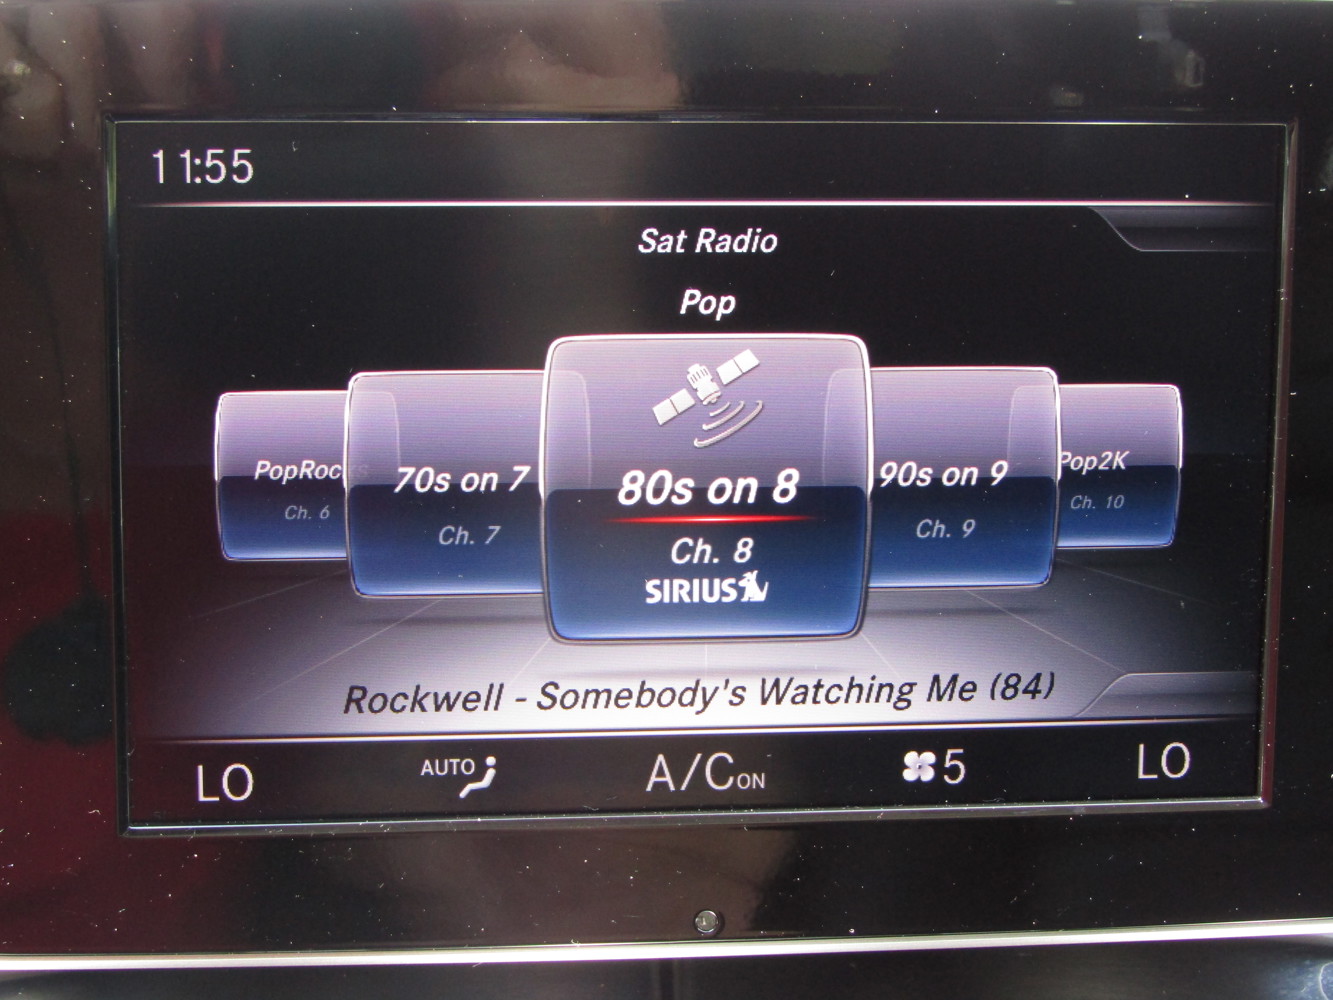 11:55
Sat Radio
Pop
PopRocks
Ch. 6
70s on 7
Ch. 7
80s on 8
Ch. 8
SIRIUS
90s on 9
Ch. 9
Pop2K
Ch. 10
Rockwell - Somebody's Watching Me (84)
LO
AUTO
A/C ON
5
LO